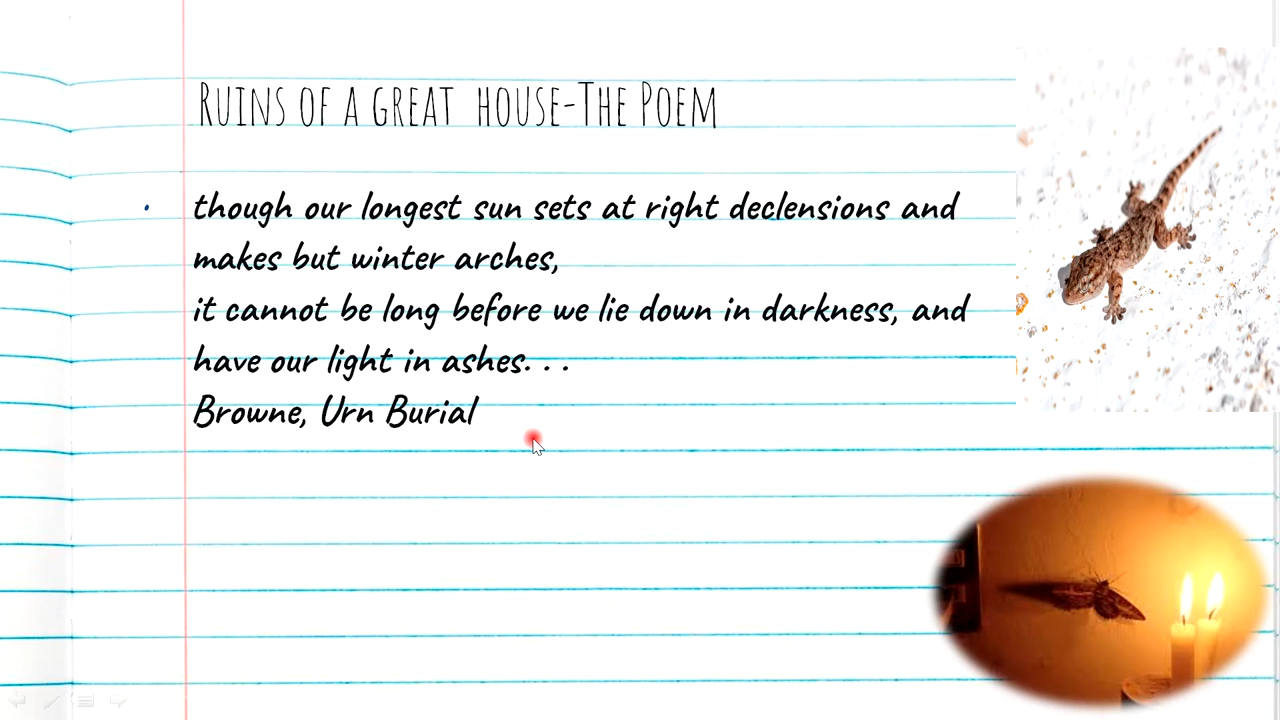 Ruins of a great house-The Poem
• though our longest sun sets at right declensions and
makes but winter arches,
it cannot be long before we lie down in darkness, and
have our light in ashes. . .
Browne, Urn Burial